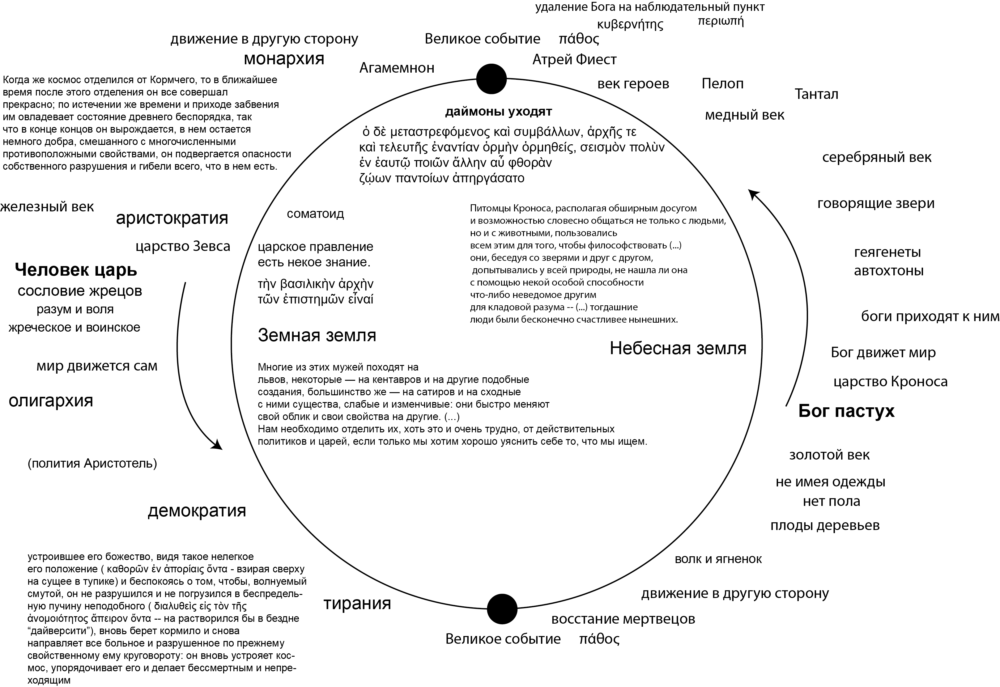 удаление Бога на наблюдательный пункт
κυβερνήτης περιωπή
движение в другую сторону
Великое событие πάθος
монархия
Агамемнон
Атрей Фиест
век героев Пелоп
Тантал
медный век
Когда же космос отделился от Кормчего, то в ближайшее
время после этого отделения он все совершал
прекрасно; по истечении же времени и приходе забвения
им овладевает состояние древнего беспорядка, так
что в конце концов он вырождается, в нем остается
немного добра, смешанного с многочисленными
противоположными свойствами, он подвергается опасности
собственного разрушения и гибели всего, что в нем есть.
даймоны уходят
ὁ δὲ μεταστρεφόμενος καὶ συμβάλλων, ἀρχῆς τε
καὶ τελευτῆς ἐναντίαν ὁρμὴν ὁρμηθείς, σεισμὸν πολὺν
ἐν ἑαυτῷ ποιῶν ἄλλην αὖ φθορὰν
ζῴων παντοίων ἀπηργάσατο
серебряный век
говорящие звери
железный век
аристократия
царство Зевса
соматоид
царское правление
есть некое знание.
τὴν βασιλικὴν ἀρχὴν
τῶν ἐπιστημῶν εἶναί
Питомцы Кроноса, располагая обширным досугом
и возможностью словесно общаться не только с людьми,
но и с животными, пользовались
всем этим для того, чтобы философствовать (...)
они, беседуя со зверями и друг с другом,
допытывались у всей природы, не нашла ли она
с помощью некой особой способности
что-либо неведомое другим
для кладовой разума -- (...) тогдашние
люди были бесконечно счастливее нынешних.
геягенеты
автохтоны
Человек царь
сословие жрецов
разум и воля
жреческое и воинское
боги приходят к ним
Земная земля
Небесная земля
Бог движет мир
мир движется сам
царство Кроноса
Многие из этих мужей походят на
львов, некоторые — на кентавров и на другие подобные
создания, большинство же — на сатиров и на сходные
с ними существа, слабые и изменчивые: они быстро меняют
свой облик и свои свойства на другие. (...)
Нам необходимо отделить их, хоть это и очень трудно, от действительных
политиков и царей, если только мы хотим хорошо уяснить себе то, что мы ищем.
олигархия
Бог пастух
(полития Аристотель)
золотой век
не имея одежды
нет пола
плоды деревьев
демократия
волк и ягненок
устроившее его божество, видя такое нелегкое
его положение ( καθορῶν ἐν ἀπορίαις ὄντα - взирая сверху
на сущее в тупике) и беспокоясь о том, чтобы, волнуемый
смутой, он не разрушился и не погрузился в беспредель-
ную пучину неподобного ( διαλυθεὶς εἰς τὸν τῆς
ἀνομοιότητος ἄπειρον ὄντα -- на растворился бы в бездне
“дайверсити”), вновь берет кормило и снова
направляет все больное и разрушенное по прежнему
свойственному ему круговороту: он вновь устрояет кос-
мос, упорядочивает его и делает бессмертным и непре-
ходящим
тирания
движение в другую сторону
восстание мертвецов
Великое событие πάθος